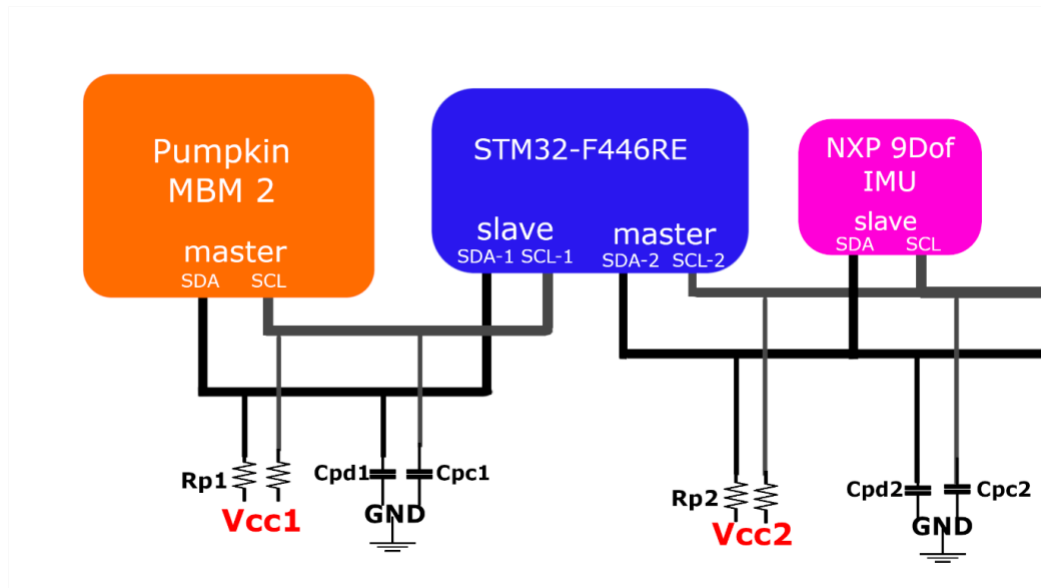 Pumpkin
MBM 2
master
SDA SCL
STM32-F446RE
slave
SDA-1 SCL-1
master
SDA-2 SCL-2
NXP 9Dof
IMU
slave
SDA SCL
Rp1
Vcc1
Cpd1 Cpc1
GND
Rp2
Vcc2
Cpd2 Cpc2
GND